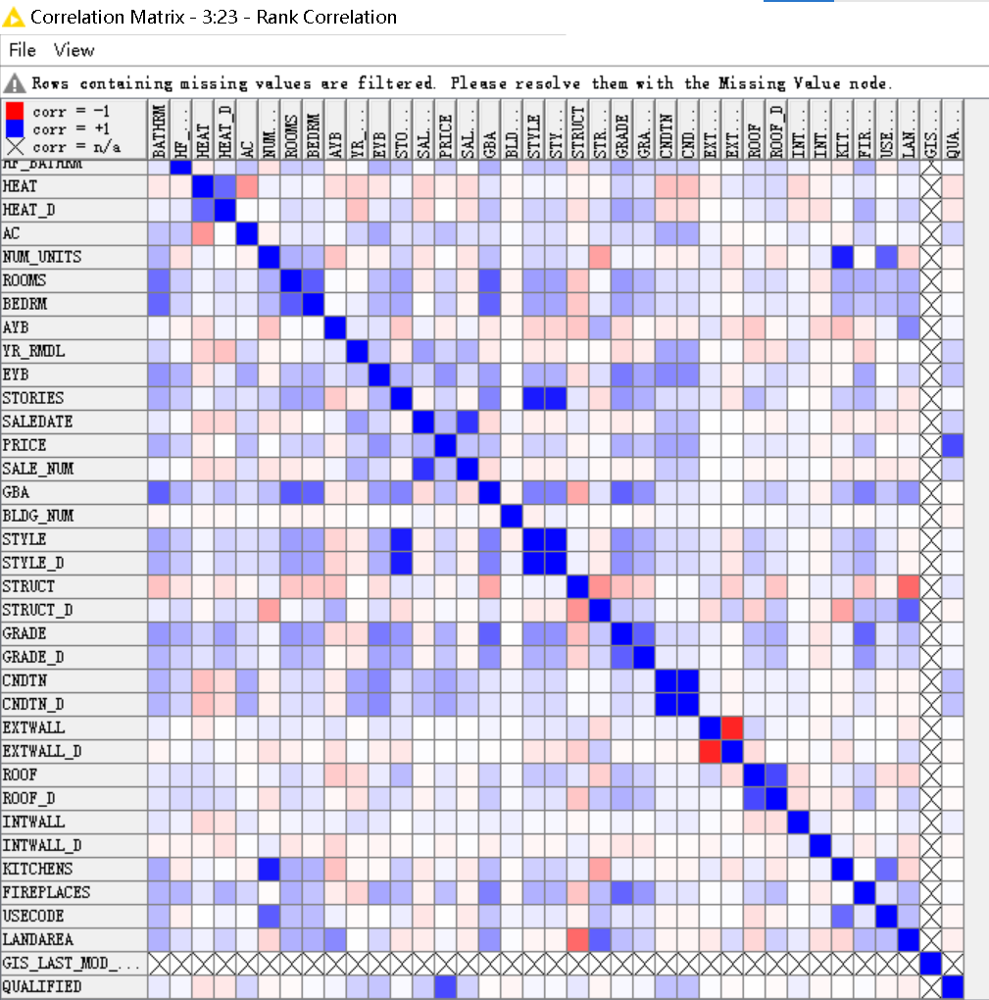 Correlation Matrix - 3:23 - Rank Correlation
File View
Rows containing missing values are filtered. Please resolve them with the Missing Value node.
corr = -1
corr = +1
corr = n/a
BATHRM HF_... HEAT HEAT_D AC NUM... ROOMS BEDRM AYB YR_... EYB STO... SAL... PRICE SAL... GBA BLD... STYLE STY... STRUCT STR... GRADE GRA... CNDTN CND... EXT... EXT... ROOF ROOF_D INT... INT... KIT... FIR... USE... LAN... GIS... QUA...
HF_BATHRM
HEAT
HEAT_D
AC
NUM_UNITS
ROOMS
BEDRM
AYB
YR_RMDL
EYB
STORIES
SALEDATE
PRICE
SALE_NUM
GBA
BLDG_NUM
STYLE
STYLE_D
STRUCT
STRUCT_D
GRADE
GRADE_D
CNDTN
CNDTN_D
EXTWALL
EXTWALL_D
ROOF
ROOF_D
INTWALL
INTWALL_D
KITCHENS
FIREPLACES
USECODE
LANDAREA
GIS_LAST_MOD_...
QUALIFIED